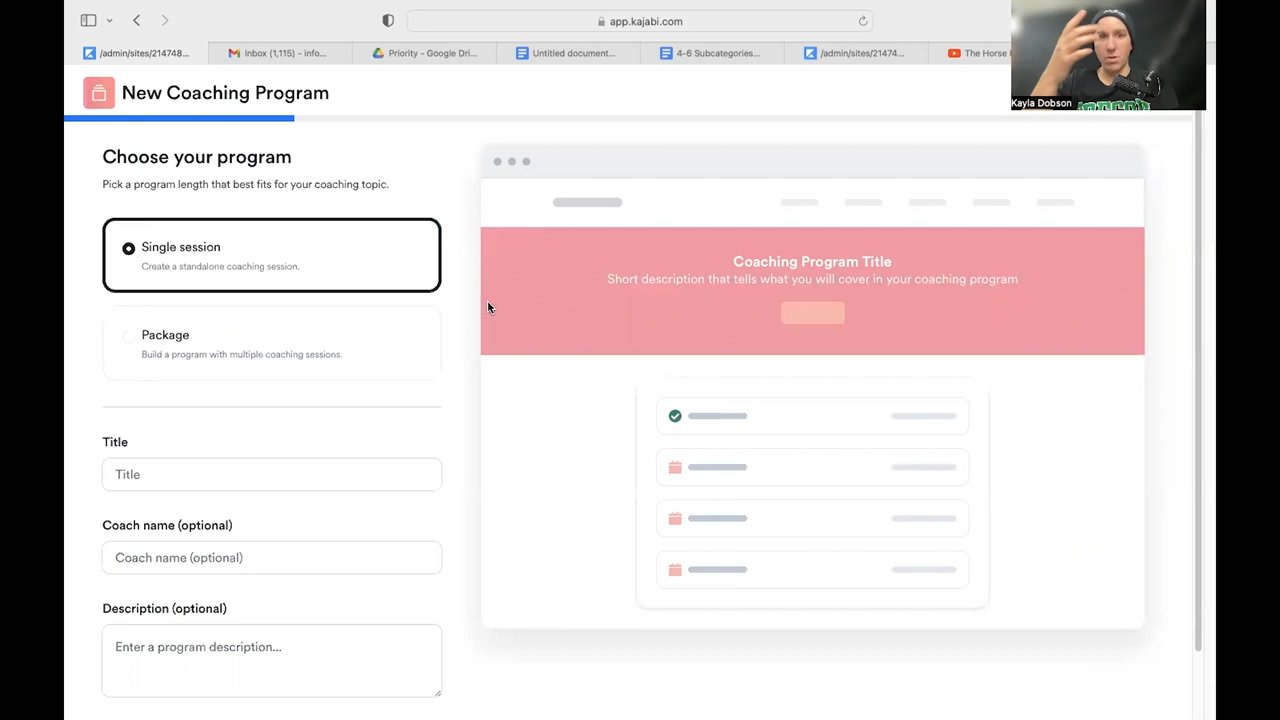 app.kajabi.com
/admin/sites/214748...
Inbox (1,115) – info...
Priority - Google Dri...
Untitled document...
4-6 Subcategories...
/admin/sites/21474...
The Horse
Kayla Dobson
New Coaching Program
Choose your program
Pick a program length that best fits for your coaching topic.
Single session
Create a standalone coaching session.
Package
Build a program with multiple coaching sessions.
Title
Title
Coach name (optional)
Coach name (optional)
Description (optional)
Enter a program description...
Coaching Program Title
Short description that tells what you will cover in your coaching program